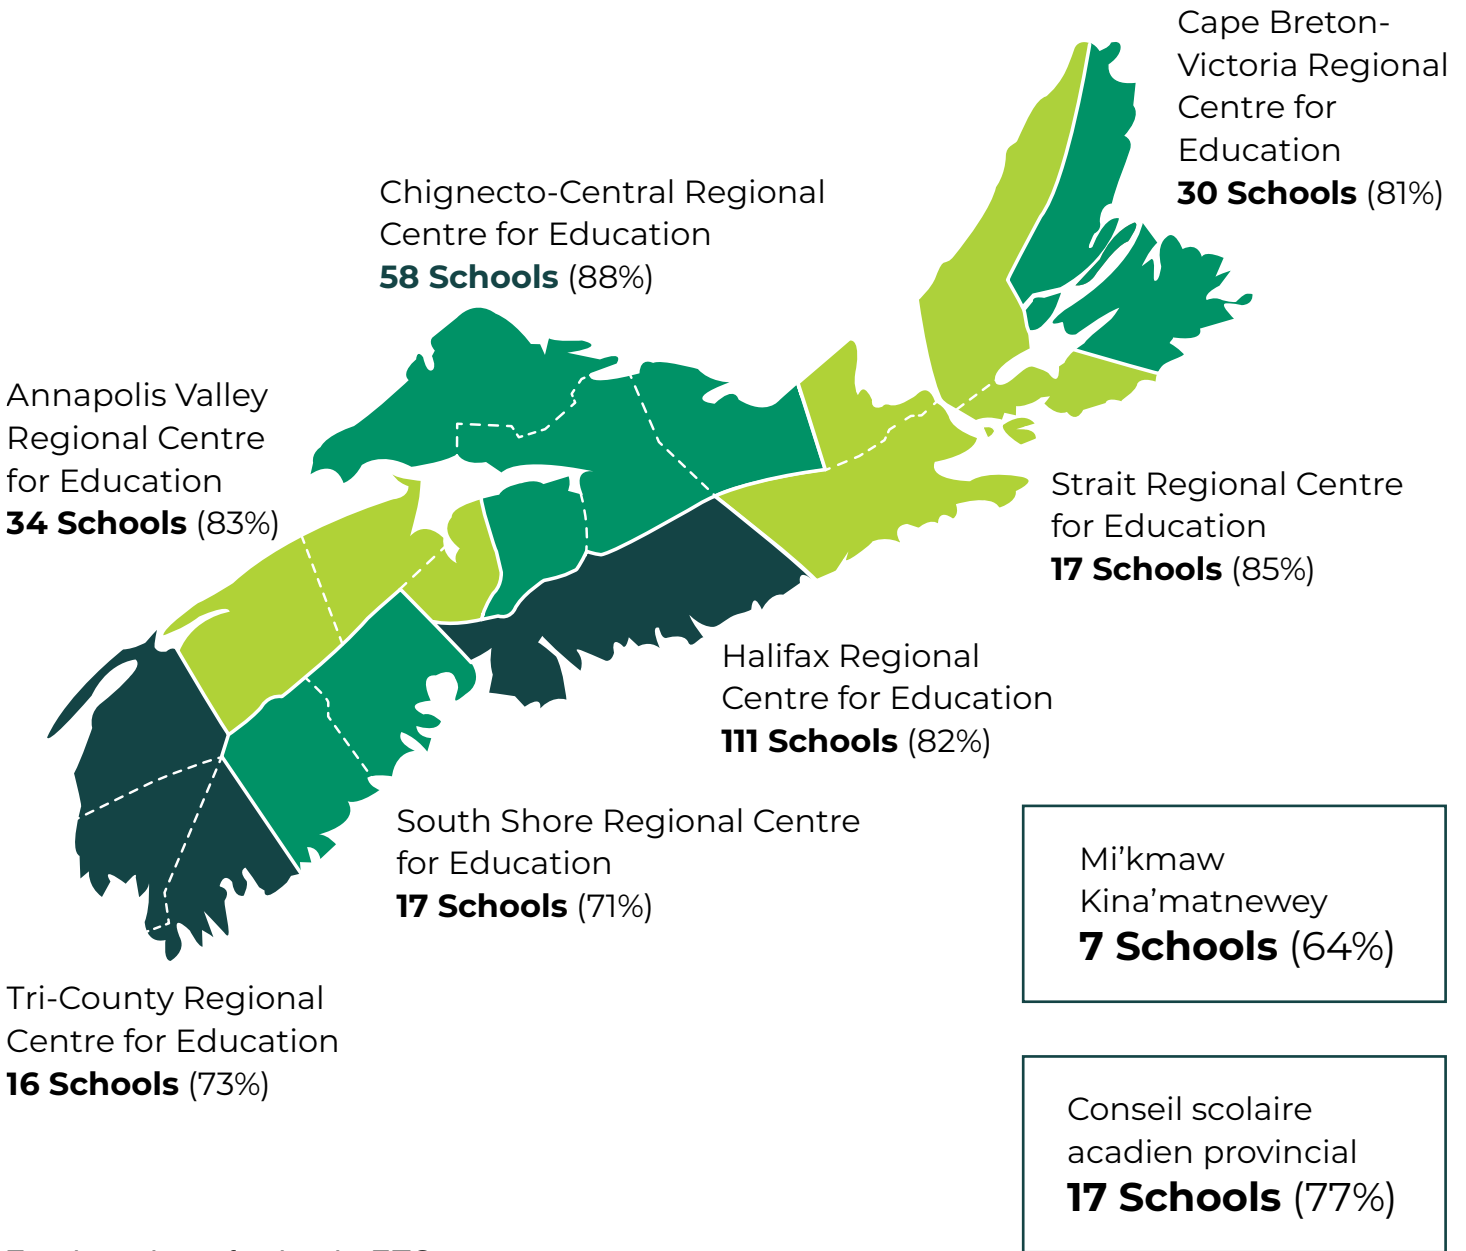 Cape Breton-
Victoria Regional
Centre for
Education
30 Schools (81%)
Chignecto-Central Regional
Centre for Education
58 Schools (88%)
Annapolis Valley
Regional Centre
for Education
34 Schools (83%)
Strait Regional Centre
for Education
17 Schools (85%)
Halifax Regional
Centre for Education
111 Schools (82%)
South Shore Regional Centre
for Education
17 Schools (71%)
Mi’kmaw
Kina’matnewey
7 Schools (64%)
Tri-County Regional
Centre for Education
16 Schools (73%)
Conseil scolaire
acadien provincial
17 Schools (77%)